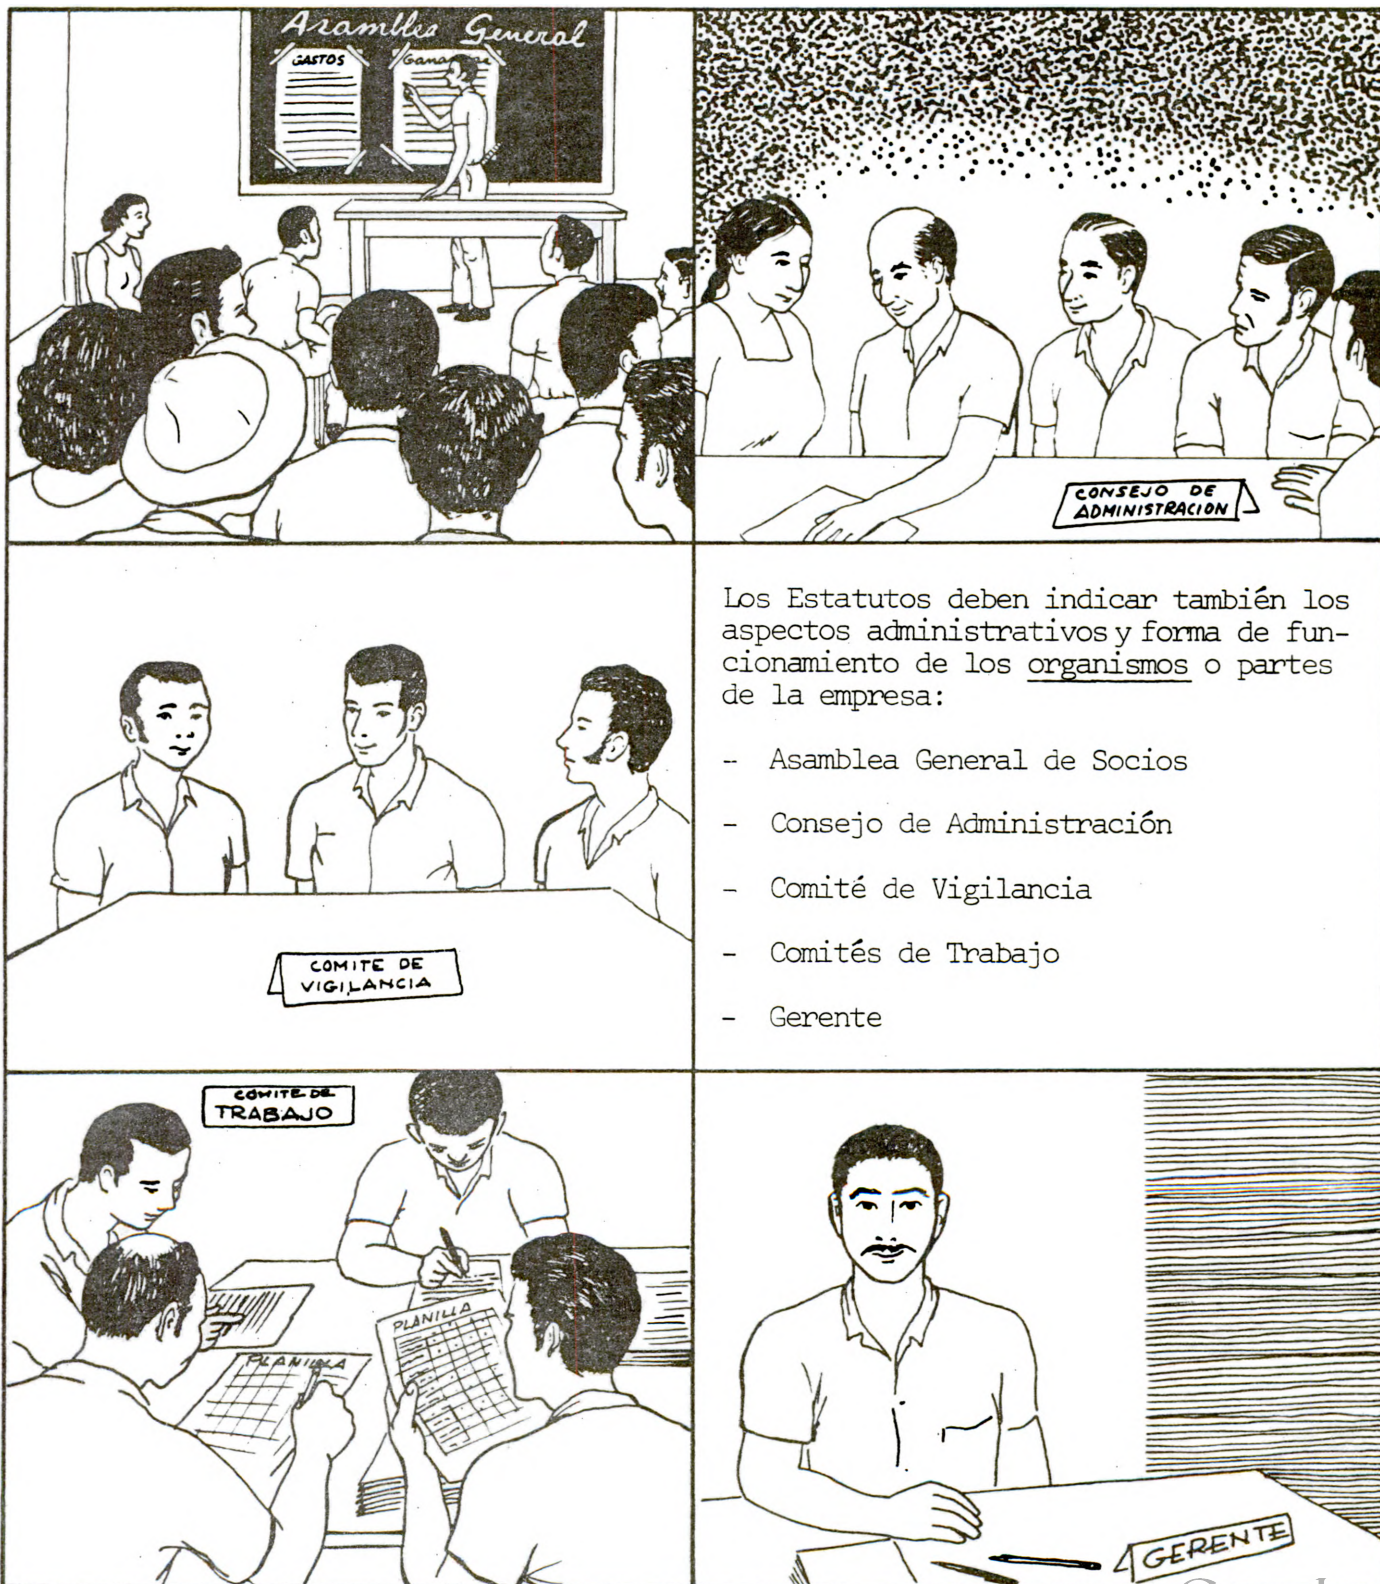 Asamblea General
GASTOS
CONSEJO DE
ADMINISTRACION
COMITE DE
VIGILANCIA
Los Estatutos deben indicar también los
aspectos administrativos y forma de fun-
cionamiento de los organismos o partes
de la empresa:
- Asamblea General de Socios
- Consejo de Administración
- Comité de Vigilancia
- Comités de Trabajo
- Gerente
COMITE DE
TRABAJO
PLANILLA
PLANILLA
GERENTE